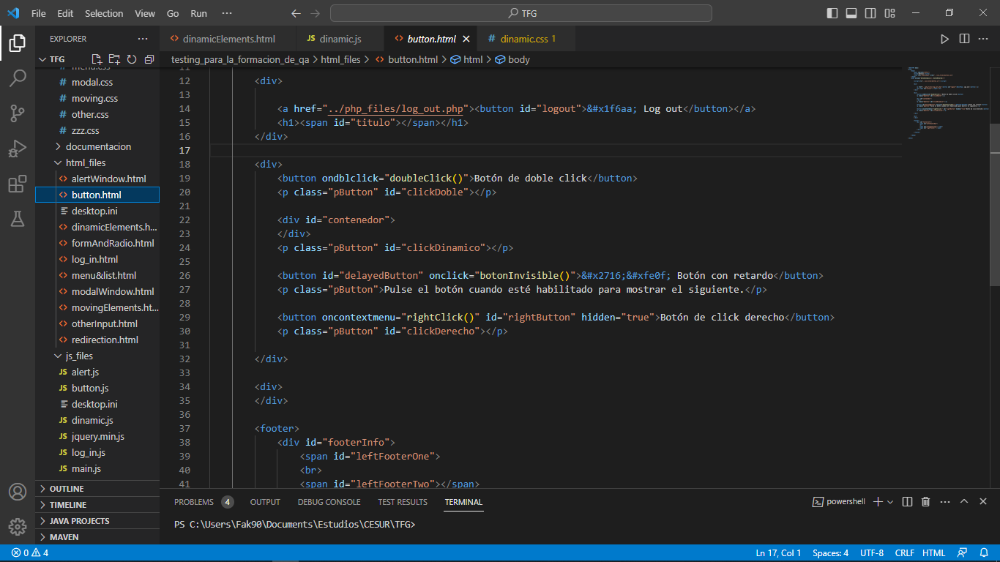 File Edit Selection View Go Run ··· TFG
EXPLORER ···
TFG
menu.css
# modal.css
# moving.css
# other.css
# zzz.css
documentacion
html_files
<> alertWindow.html
<> button.html
desktop.ini
<> dinamicElements.h...
<> formAndRadio.html
<> log_in.html
<> menu&list.html
<> modalWindow.html
<> movingElements.ht...
<> otherInput.html
<> redirection.html
js_files
JS alert.js
JS button.js
desktop.ini
JS dinamic.js
JS jquery.min.js
JS log_in.js
JS main.js
OUTLINE
TIMELINE
JAVA PROJECTS
MAVEN
<> dinamicElements.html JS dinamic.js <> button.html # dinamic.css 1
testing_para_la_formacion_de_qa > html_files > <> button.html > html > body
11
12 <div>
13
14 <a href="../php_files/log_out.php"><button id="logout">&#x1f6aa; Log out</button></a>
15 <h1><span id="titulo"></span></h1>
16 </div>
17
18 <div>
19 <button ondblclick="doubleClick()">Botón de doble click</button>
20 <p class="pButton" id="clickDoble"></p>
21
22 <div id="contenedor">
23 </div>
24 <p class="pButton" id="clickDinamico"></p>
25
26 <button id="delayedButton" onclick="botonInvisible()">&#x2716;&#xfe0f; Botón con retardo</button>
27 <p class="pButton">Pulse el botón cuando esté habilitado para mostrar el siguiente.</p>
28
29 <button oncontextmenu="rightClick()" id="rightButton" hidden="true">Botón de click derecho</button>
30 <p class="pButton" id="clickDerecho"></p>
31
32 </div>
33
34 <div>
35 </div>
36
37 <footer>
38 <div id="footerInfo">
39 <span id="leftFooterOne">
40 <br>
41 <span id="leftFooterTwo"></span>
PROBLEMS 4 OUTPUT DEBUG CONSOLE TEST RESULTS TERMINAL powershell
PS C:\Users\Fak90\Documents\Estudios\CESUR\TFG>
0 4 Ln 17, Col 1 Spaces: 4 UTF-8 CRLF HTML